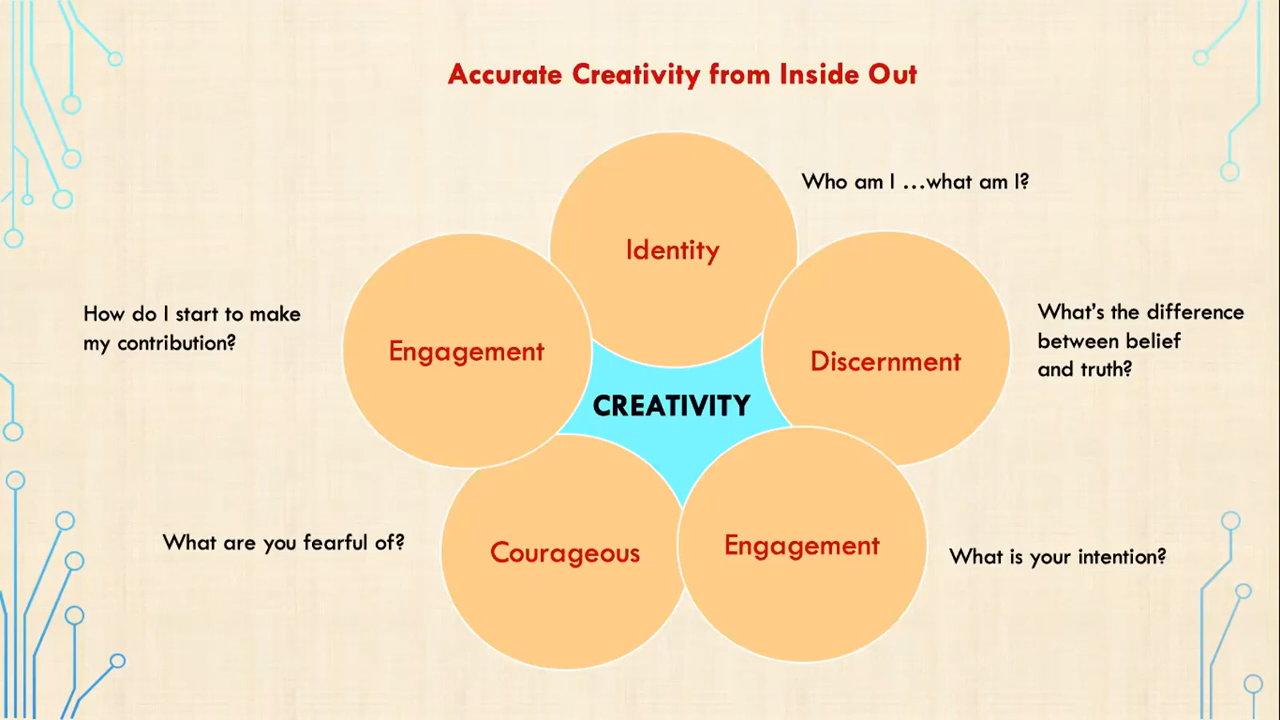 Accurate Creativity from Inside Out
Who am I ...what am I?
Identity
How do I start to make
my contribution?
Engagement
Discernment
What’s the difference
between belief
and truth?
CREATIVITY
What are you fearful of?
Courageous
Engagement
What is your intention?